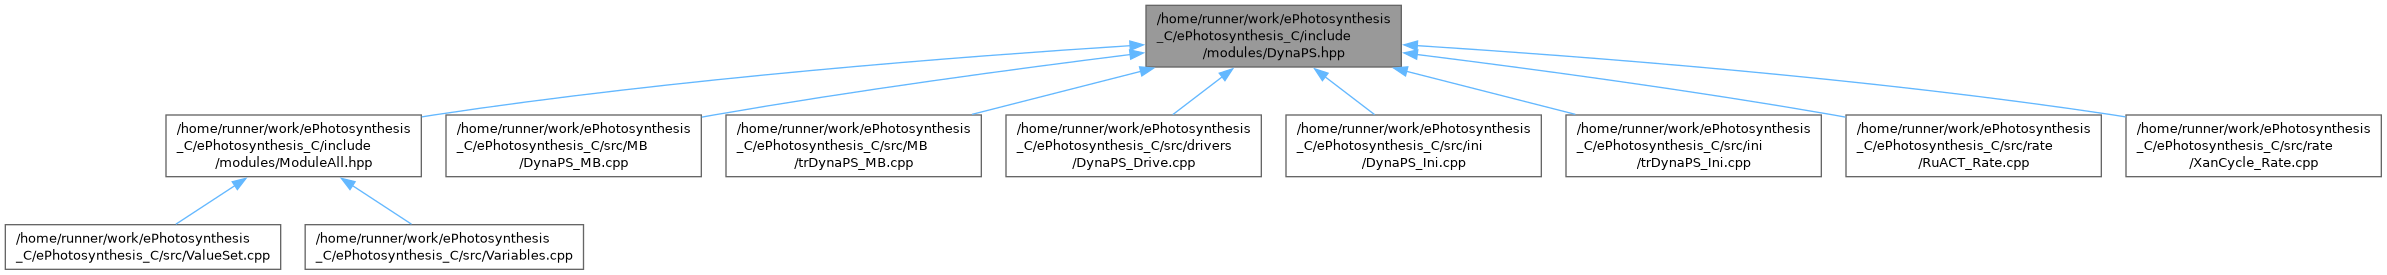 /home/runner/work/ePhotosynthesis
_C/ePhotosynthesis_C/include
/modules/DynaPS.hpp
/home/runner/work/ePhotosynthesis
_C/ePhotosynthesis_C/include
/modules/ModuleAll.hpp
/home/runner/work/ePhotosynthesis
_C/ePhotosynthesis_C/src/MB
/DynaPS_MB.cpp
/home/runner/work/ePhotosynthesis
_C/ePhotosynthesis_C/src/MB
/trDynaPS_MB.cpp
/home/runner/work/ePhotosynthesis
_C/ePhotosynthesis_C/src/drivers
/DynaPS_Drive.cpp
/home/runner/work/ePhotosynthesis
_C/ePhotosynthesis_C/src/ini
/DynaPS_Ini.cpp
/home/runner/work/ePhotosynthesis
_C/ePhotosynthesis_C/src/ini
/trDynaPS_Ini.cpp
/home/runner/work/ePhotosynthesis
_C/ePhotosynthesis_C/src/rate
/RuACT_Rate.cpp
/home/runner/work/ePhotosynthesis
_C/ePhotosynthesis_C/src/rate
/XanCycle_Rate.cpp
/home/runner/work/ePhotosynthesis
_C/ePhotosynthesis_C/src/ValueSet.cpp
/home/runner/work/ePhotosynthesis
_C/ePhotosynthesis_C/src/Variables.cpp